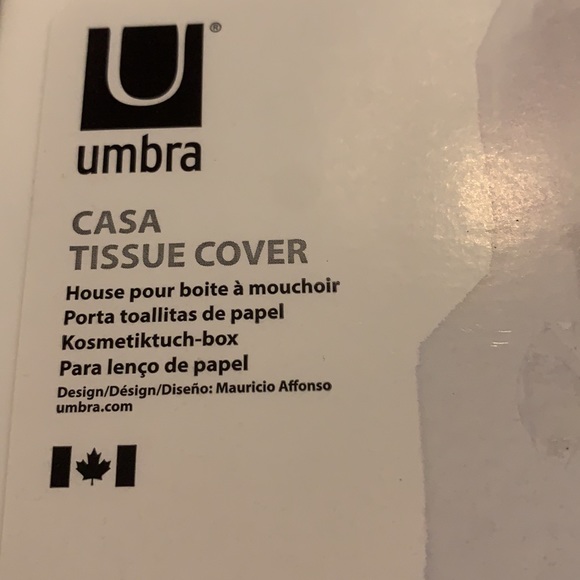 U®
umbra
CASA
TISSUE COVER
House pour boite à mouchoir
Porta toallitas de papel
Kosmetiktuch-box
Para lenço de papel
Design/Désign/Diseño: Mauricio Affonso
umbra.com